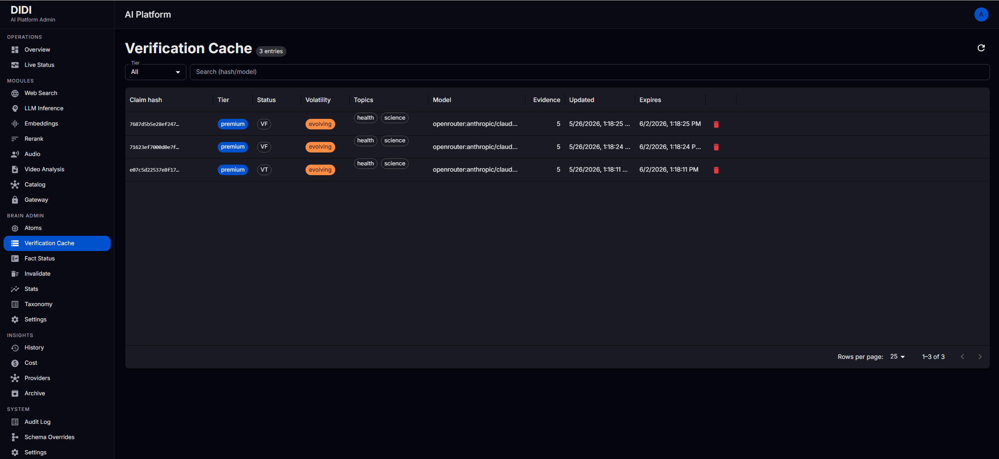 DIDI
AI Platform Admin
AI Platform
A
OPERATIONS
Overview
Live Status
MODULES
Web Search
LLM Inference
Embeddings
Rerank
Audio
Video Analysis
Catalog
Gateway
BRAIN ADMIN
Atoms
Verification Cache
Fact Status
Invalidate
Stats
Taxonomy
Settings
INSIGHTS
History
Cost
Providers
Archive
SYSTEM
Audit Log
Schema Overrides
Settings
Verification Cache 3 entries
Tier
All
Search (hash/model)
Claim hash Tier Status Volatility Topics Model Evidence Updated Expires
7687d5b5e28ef247… premium VF evolving health science openrouter:anthropic/claud... 5 5/26/2026, 1:18:25 ... 6/2/2026, 1:18:25 PM
71623ef7000d0e7f… premium VF evolving health science openrouter:anthropic/claud... 5 5/26/2026, 1:18:24 ... 6/2/2026, 1:18:24 P...
e07c5d22537e8f17… premium VT evolving health science openrouter:anthropic/claud... 5 5/26/2026, 1:18:11 ... 6/2/2026, 1:18:11 PM
Rows per page: 25 1–3 of 3